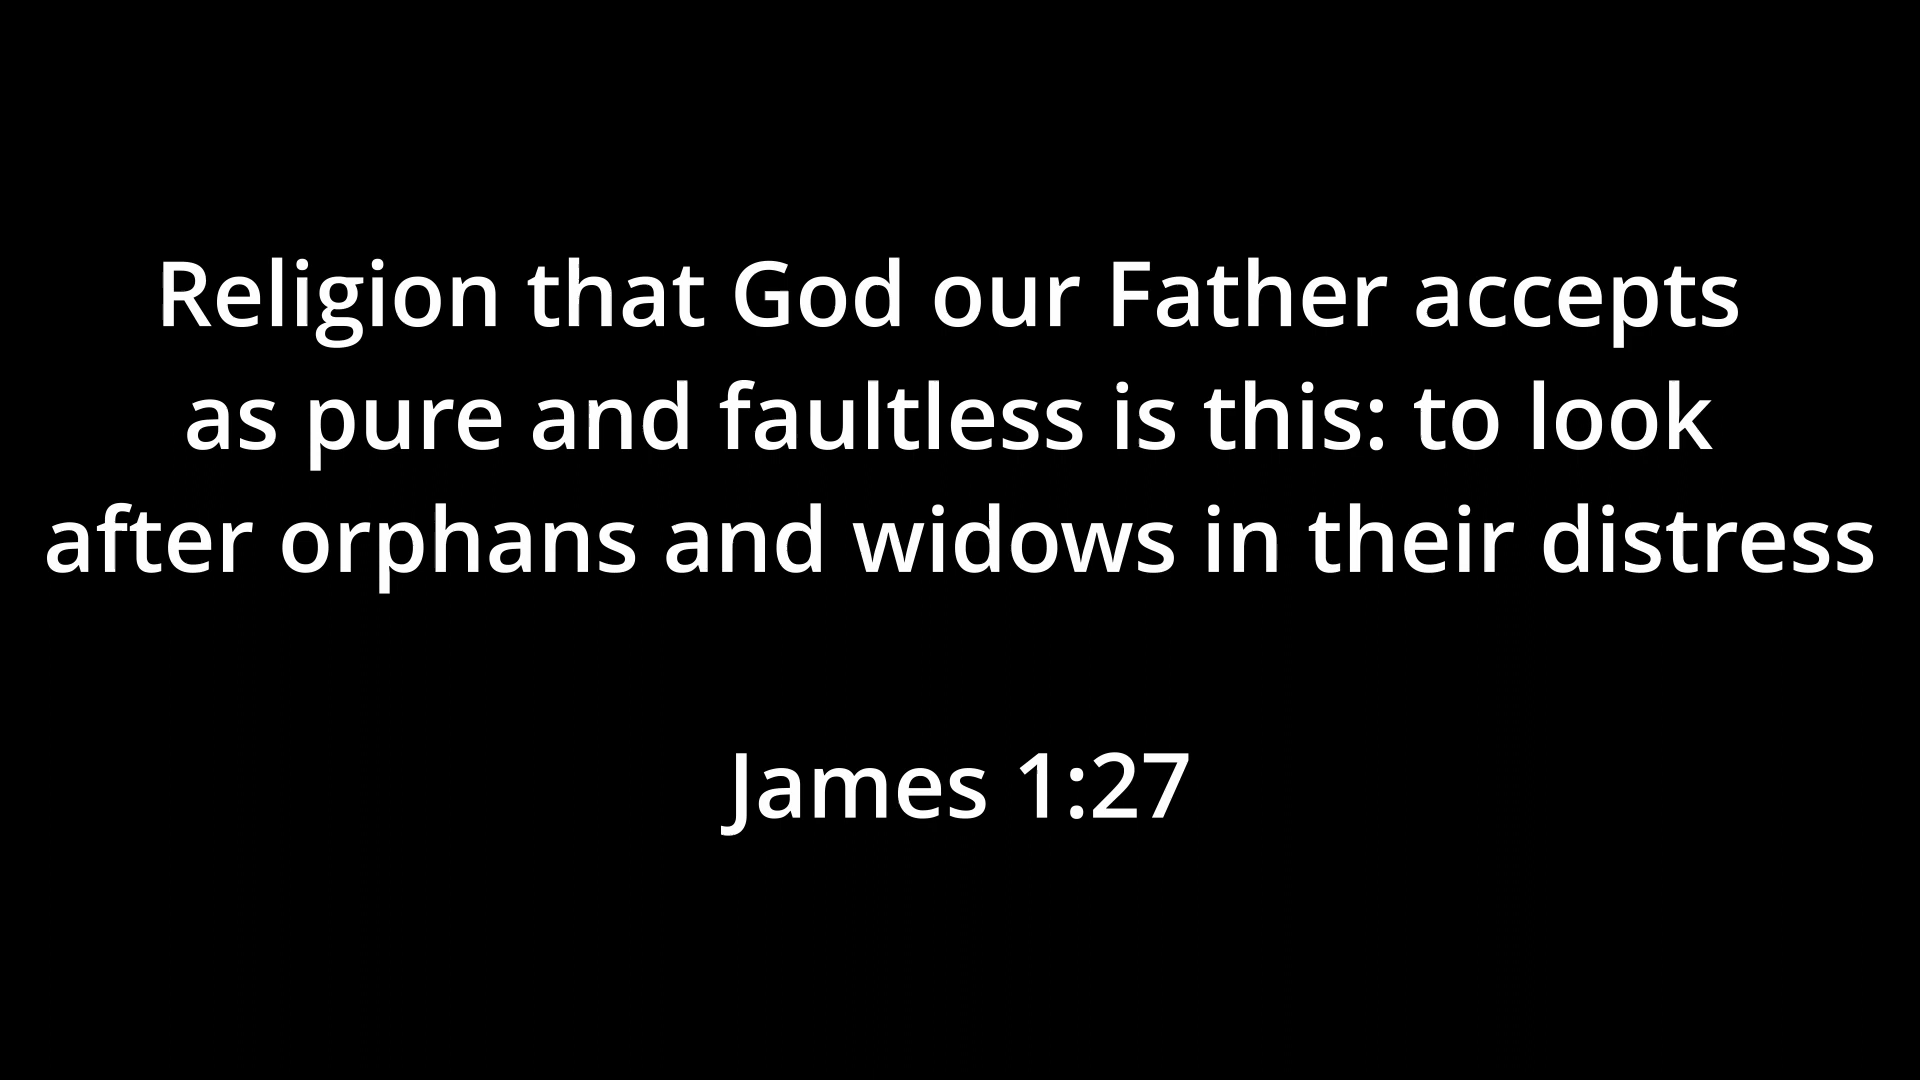 Religion that God our Father accepts
as pure and faultless is this: to look
after orphans and widows in their distress
James 1:27